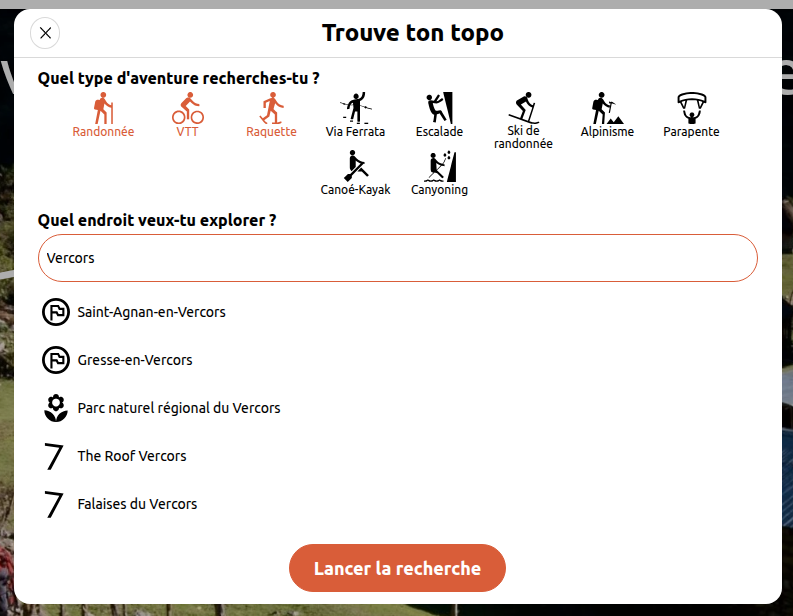 Trouve ton topo
Quel type d'aventure recherches-tu ?
Randonnée
VTT
Raquette
Via Ferrata
Escalade
Ski de
randonnée
Alpinisme
Parapente
Canoé-Kayak
Canyoning
Quel endroit veux-tu explorer ?
Vercors
Saint-Agnan-en-Vercors
Gresse-en-Vercors
Parc naturel régional du Vercors
7 The Roof Vercors
7 Falaises du Vercors
Lancer la recherche